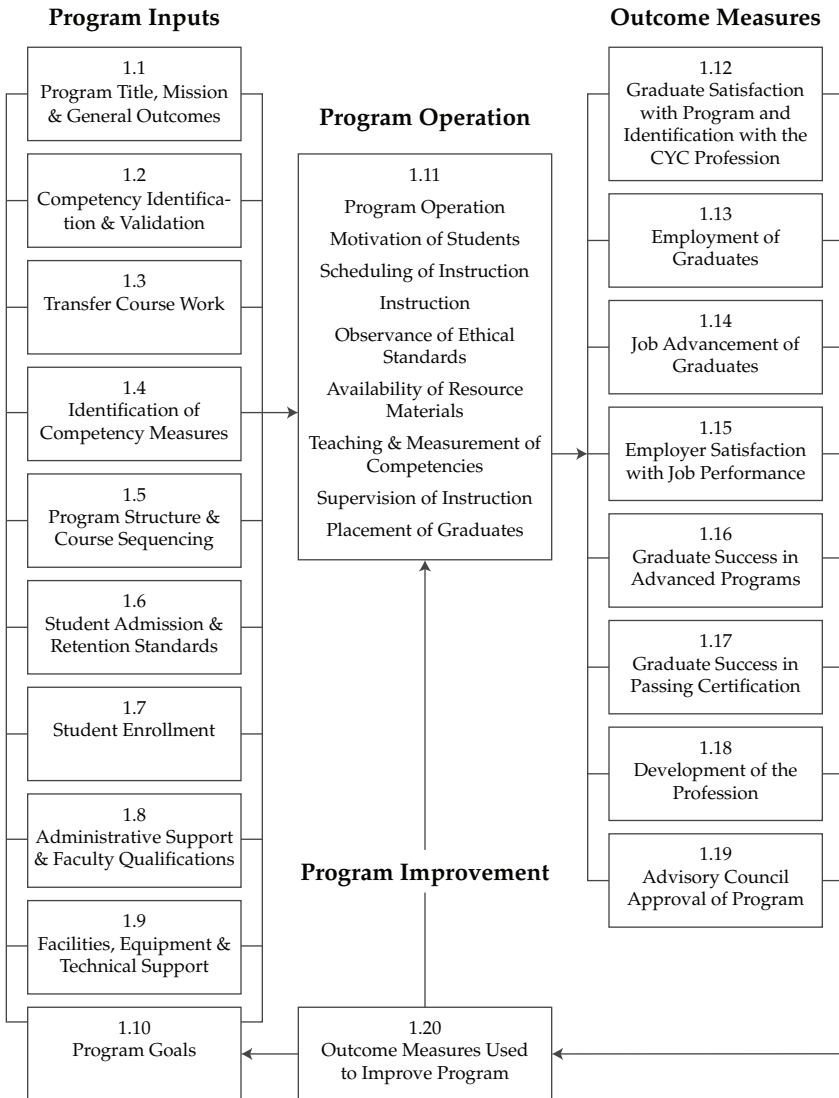 Program Inputs
1.1
Program Title, Mission
& General Outcomes
1.2
Competency Identifica-
tion & Validation
1.3
Transfer Course Work
1.4
Identification of
Competency Measures
1.5
Program Structure &
Course Sequencing
1.6
Student Admission &
Retention Standards
1.7
Student Enrollment
1.8
Administrative Support
& Faculty Qualifications
1.9
Facilities, Equipment &
Technical Support
1.10
Program Goals
Program Operation
1.11
Program Operation
Motivation of Students
Scheduling of Instruction
Instruction
Observance of Ethical
Standards
Availability of Resource
Materials
Teaching & Measurement of
Competencies
Supervision of Instruction
Placement of Graduates
Program Improvement
1.20
Outcome Measures Used
to Improve Program
Outcome Measures
1.12
Graduate Satisfaction
with Program and
Identification with the
CYC Profession
1.13
Employment of
Graduates
1.14
Job Advancement of
Graduates
1.15
Employer Satisfaction
with Job Performance
1.16
Graduate Success in
Advanced Programs
1.17
Graduate Success in
Passing Certification
1.18
Development of the
Profession
1.19
Advisory Council
Approval of Program